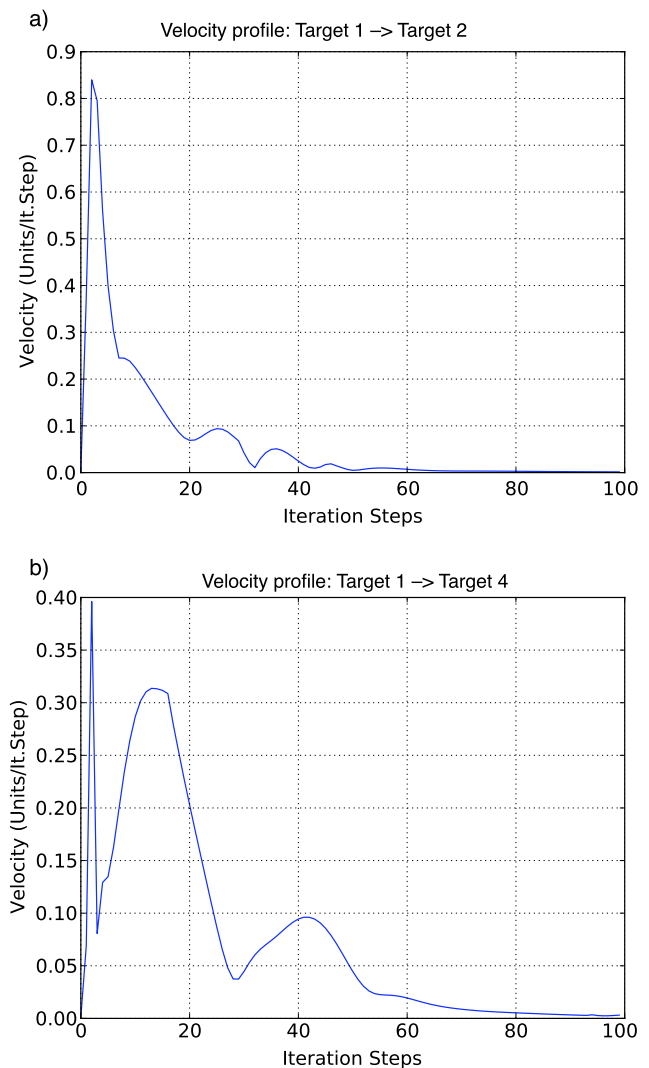 a)
Velocity profile: Target 1 –> Target 2
0.9
0.8
0.7
0.6
0.5
0.4
0.3
0.2
0.1
0.0
Velocity (Units/It.Step)
0 20 40 60 80 100
Iteration Steps
b)
Velocity profile: Target 1 –> Target 4
0.40
0.35
0.30
0.25
0.20
0.15
0.10
0.05
0.00
Velocity (Units/It.Step)
0 20 40 60 80 100
Iteration Steps